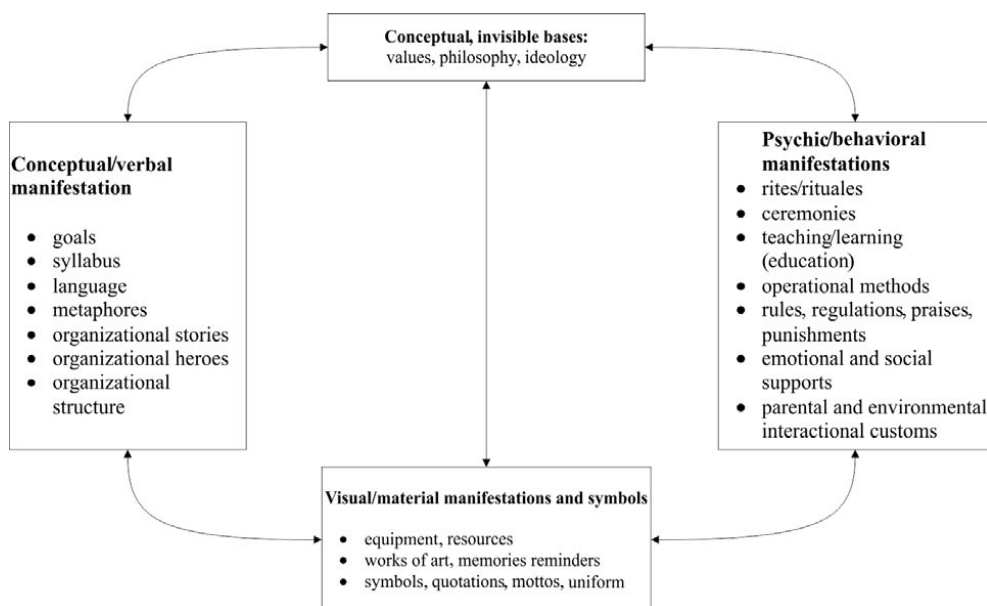 Conceptual, invisible bases:
values, philosophy, ideology
Conceptual/verbal
manifestation
● goals
● syllabus
● language
● metaphores
● organizational stories
● organizational heroes
● organizational
structure
Psychic/behavioral
manifestations
● rites/rituales
● ceremonies
● teaching/learning
(education)
● operational methods
● rules, regulations, praises,
punishments
● emotional and social
supports
● parental and environmental
interactional customs
Visual/material manifestations and symbols
● equipment, resources
● works of art, memories reminders
● symbols, quotations, mottos, uniform